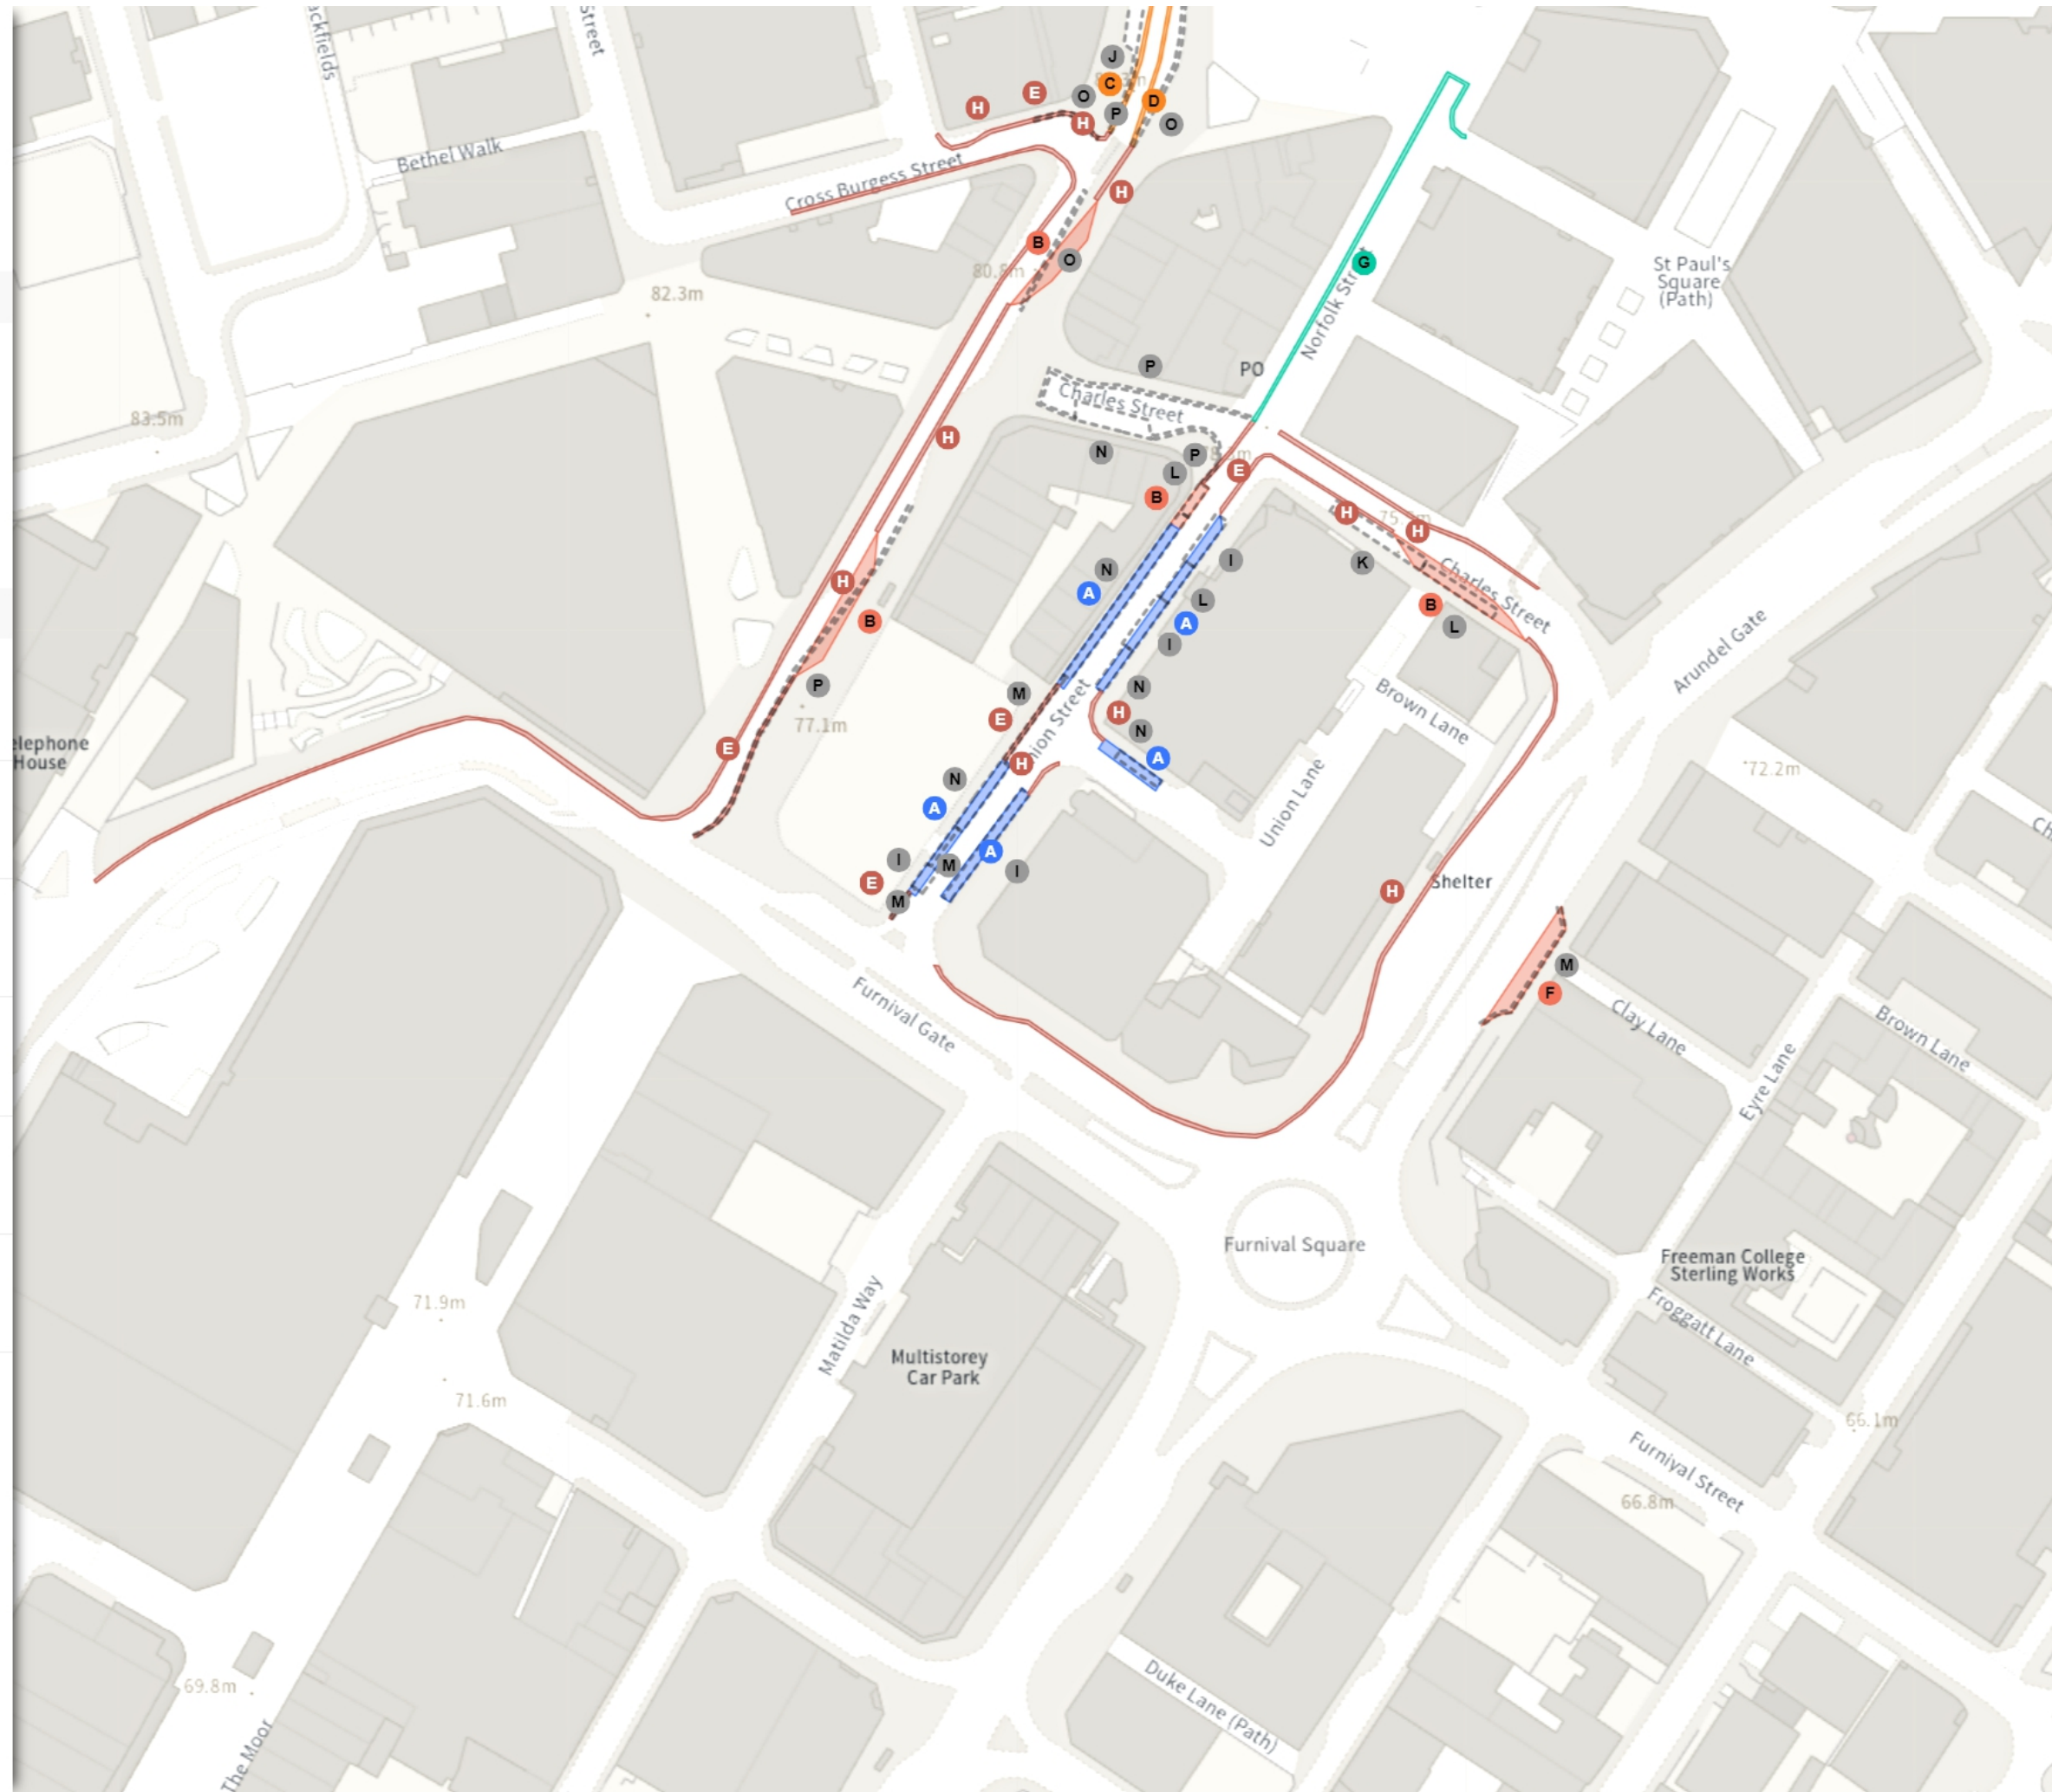 ackfields
Street
J
C
E
H
O
D
P
H
O
Bethel Walk
Cross Burgess Street
H
B
O
G
80.8m
82.3m
St Paul's
Square
(Path)
Norfolk
P
PO
Charles Street
83.5m
H
N
P
L
E
B
H
H
I
K
N
A
H
Charles Street
B
L
L
A
B
I
Arundel Gate
P
N
M
Brown Lane
H
E
77.1m
N
E
elephone
House
Union Street
H
A
72.2m
N
A
Union Lane
I
M
A
I
E
M
Shelter
H
M
F
Furnival Gate
Clay Lane
Brown Lane
Eyre Lane
Furnival Square
Freeman College
Sterling Works
71.9m
Matilda Way
Froggatt Lane
Multistorey
Car Park
71.6m
66.1m
Furnival Street
66.8m
69.8m
Duke Lane (Path)
The Moor